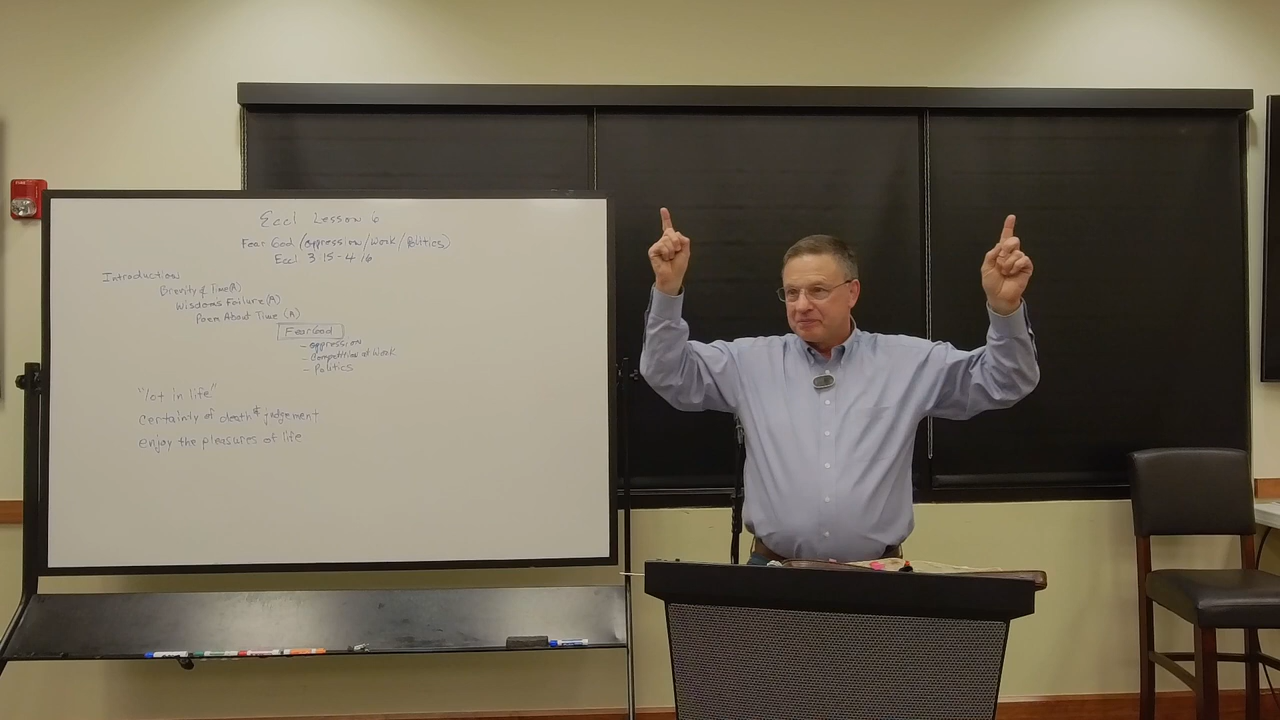 Eccl Lesson 6
Fear God (oppression/Work/Politics)
Eccl 3 15-4 16
Introduction
Brevity of Time (A)
Wisdoms Failure (A)
Poem About Time (A)
Fear God
- oppression
- Competition at Work
- Politics
"lot in life"
certainty of death & judgement
enjoy the pleasures of life